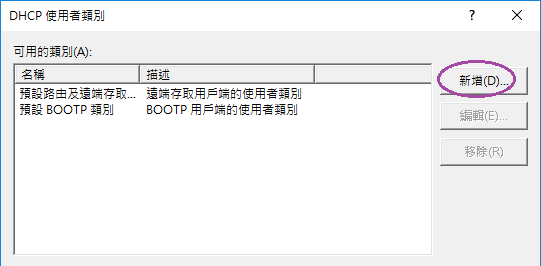 DHCP 使用者類別
?
可用的類別(A):
名稱 描述
預設路由及遠端存取... 遠端存取用戶端的使用者類別
預設 BOOTP 類別 BOOTP 用戶端的使用者類別
新增(D)...
編輯(E)...
移除(R)